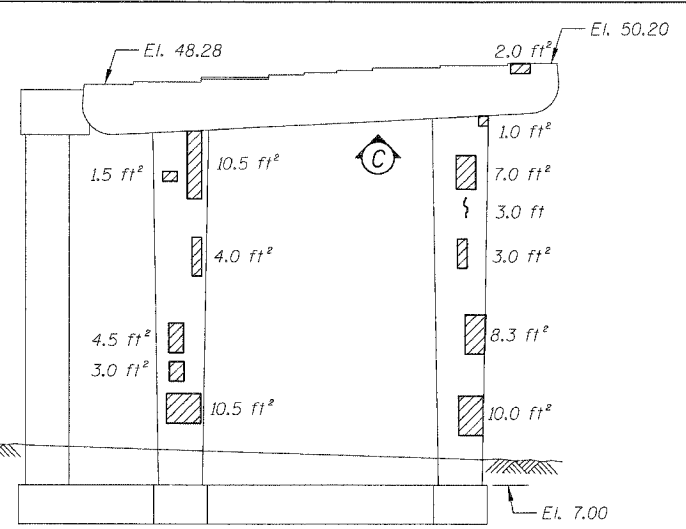 El. 50.20
El. 48.28
2.0 ft²
1.0 ft²
10.5 ft²
C
1.5 ft²
7.0 ft²
3.0 ft
4.0 ft²
3.0 ft²
4.5 ft²
8.3 ft²
3.0 ft²
10.5 ft²
10.0 ft²
El. 7.00